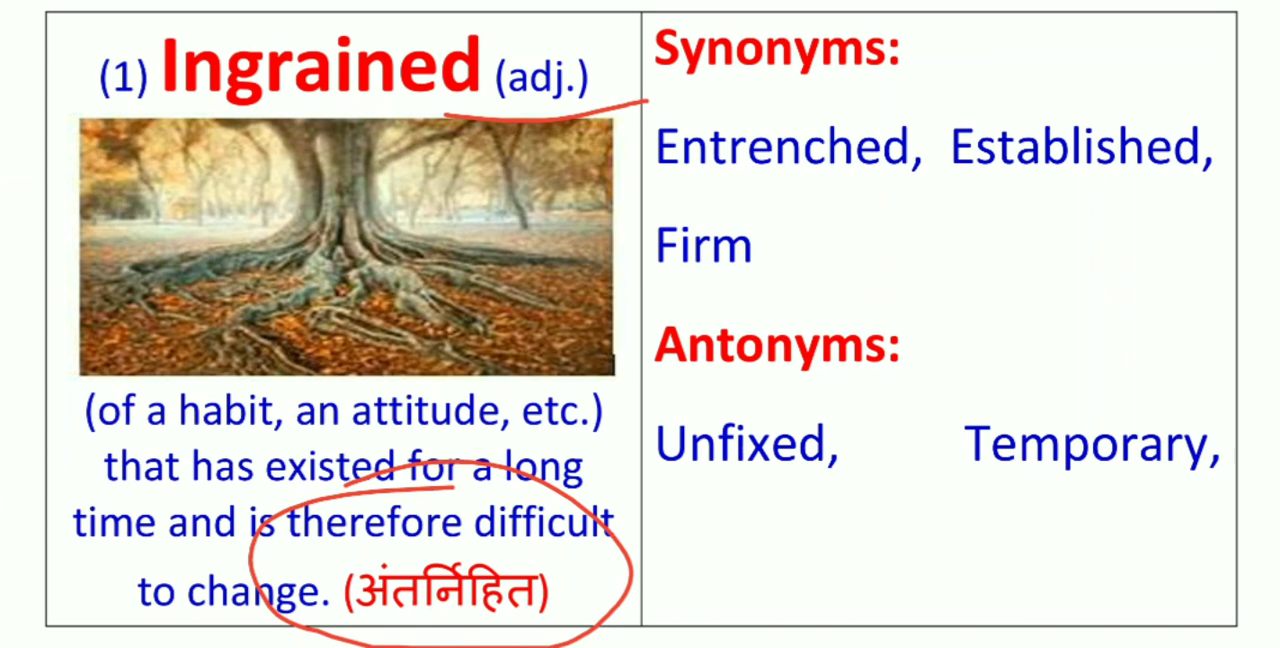 (1) Ingrained (adj.)
(of a habit, an attitude, etc.)
that has existed for a long
time and is therefore difficult
to change. (अंतर्निहित)
Synonyms:
Entrenched, Established,
Firm
Antonyms:
Unfixed, Temporary,